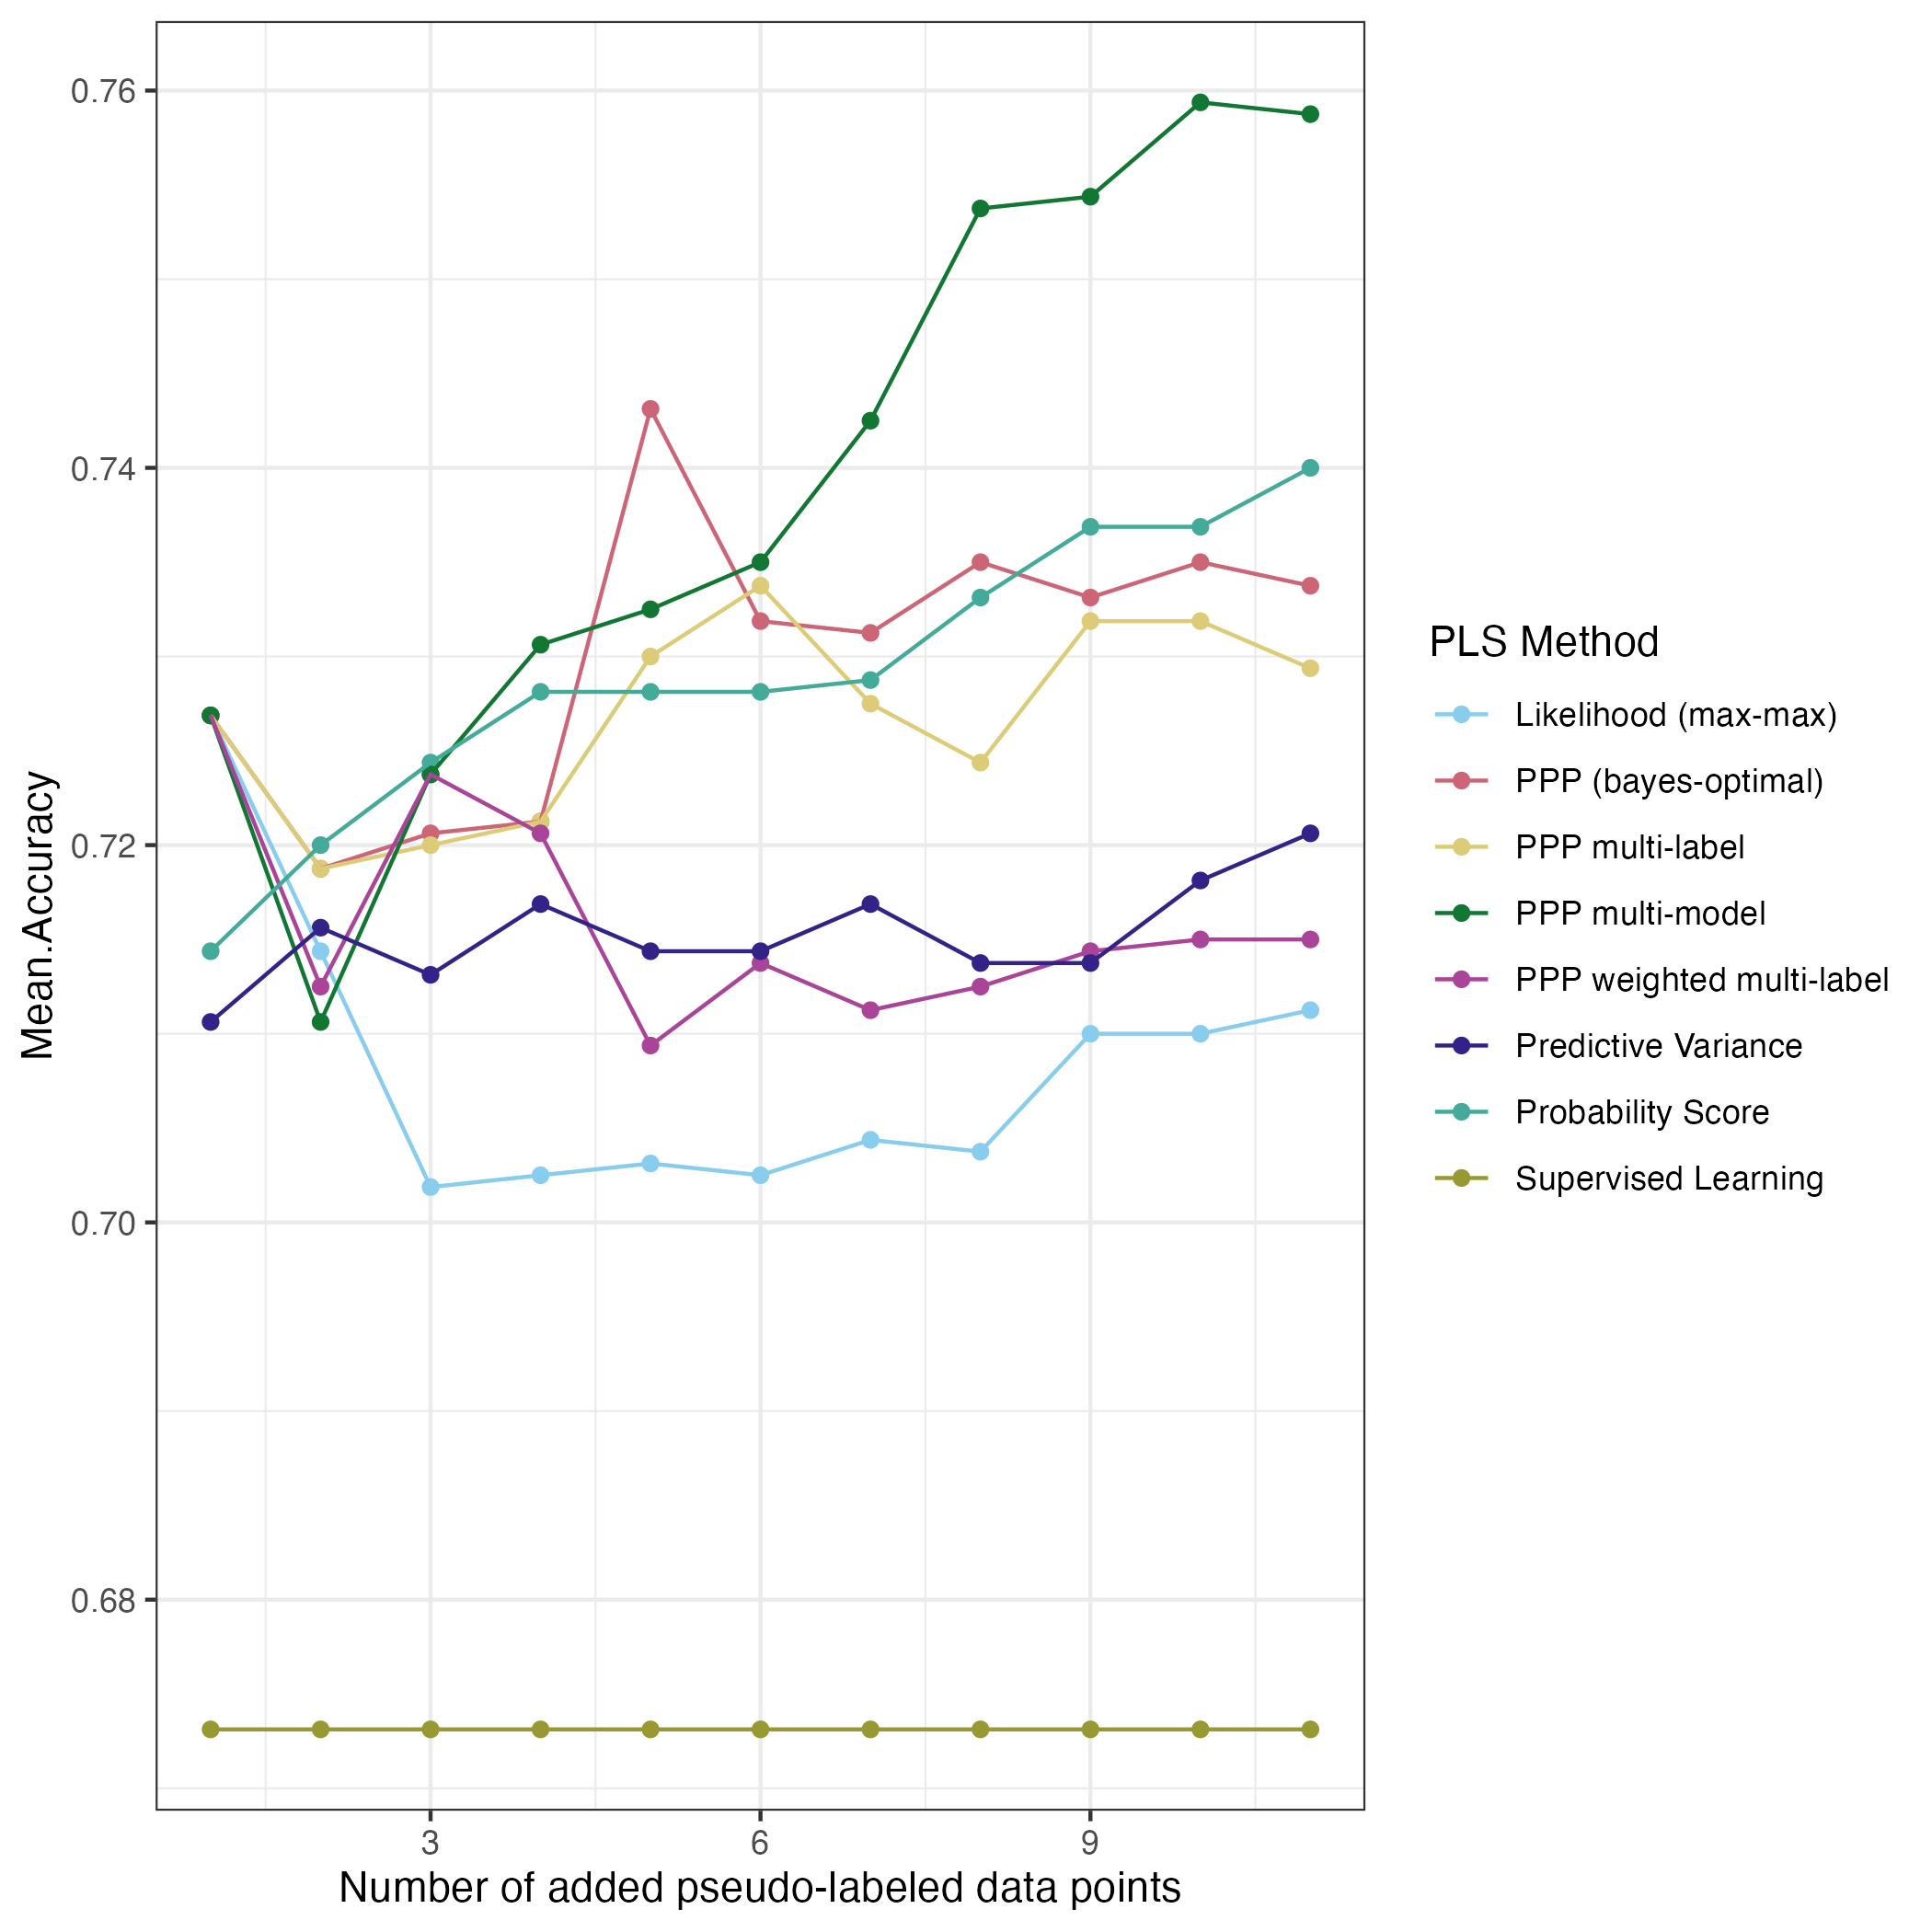 Mean.Accuracy
0.76
0.74
0.72
0.70
0.68
3 6 9
Number of added pseudo-labeled data points
PLS Method
Likelihood (max-max)
PPP (bayes-optimal)
PPP multi-label
PPP multi-model
PPP weighted multi-label
Predictive Variance
Probability Score
Supervised Learning